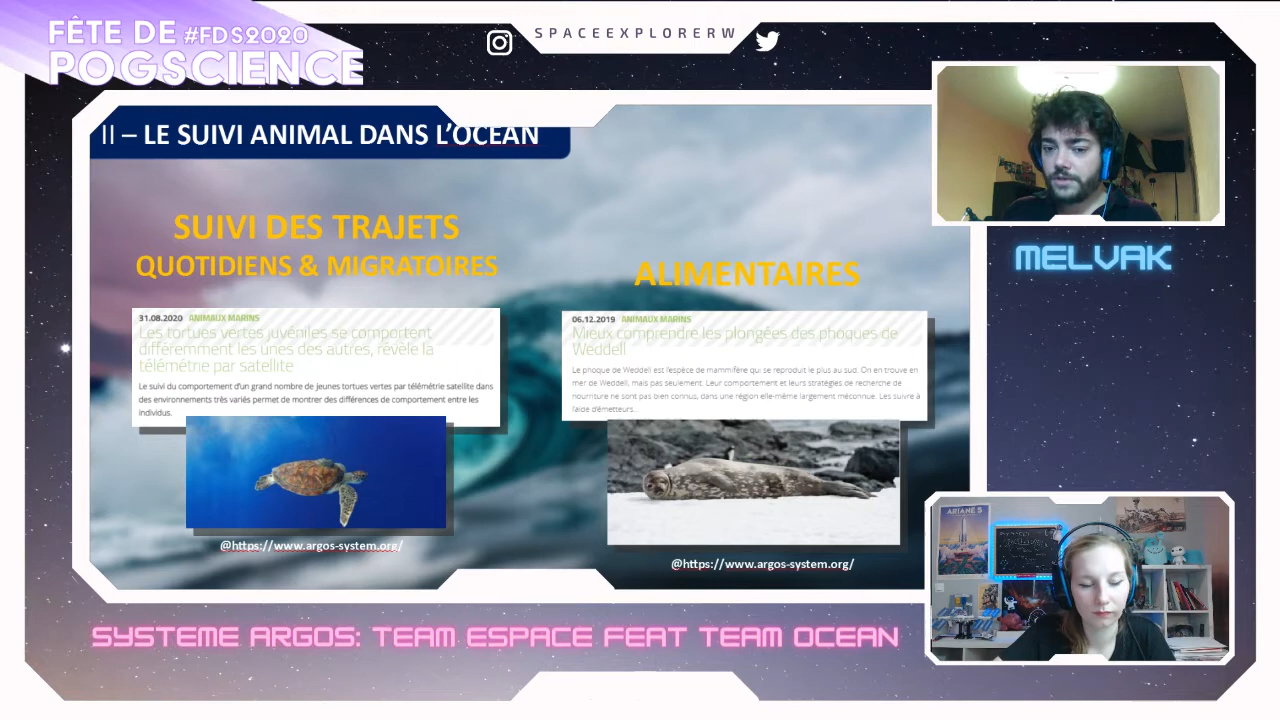 FÊTE DE #FDS2020
POGSCIENCE
SPACEEXPLORERW
II – LE SUIVI ANIMAL DANS L'OCEAN
SUIVI DES TRAJETS
QUOTIDIENS & MIGRATOIRES
31.08.2020 ANIMAUX MARINS
Les tortues vertes juvéniles se comportent
différemment les unes des autres, révèle la
télémétrie par satellite
Le suivi du comportement d'un grand nombre de jeunes tortues vertes par télémétrie satellite dans
des environnements très variés permet de montrer des différences de comportement entre les
individus.
@https://www.argos-system.org/
ALIMENTAIRES
06.12.2019 ANIMAUX MARINS
Mieux comprendre les plongées des phoques de
Weddell
Le phoque de Weddell est l'espèce de mammifère qui se reproduit le plus au sud. On en trouve en
mer de Weddell, mais pas seulement. Leur comportement et leurs stratégies de recherche de
nourriture ne sont pas bien connus, dans une région elle-même largement méconnue. Les suivre à
l'aide d'émetteurs...
@https://www.argos-system.org/
MELVAK
ARIANE 5
SYSTEME ARGOS: TEAM ESPACE FEAT TEAM OCEAN